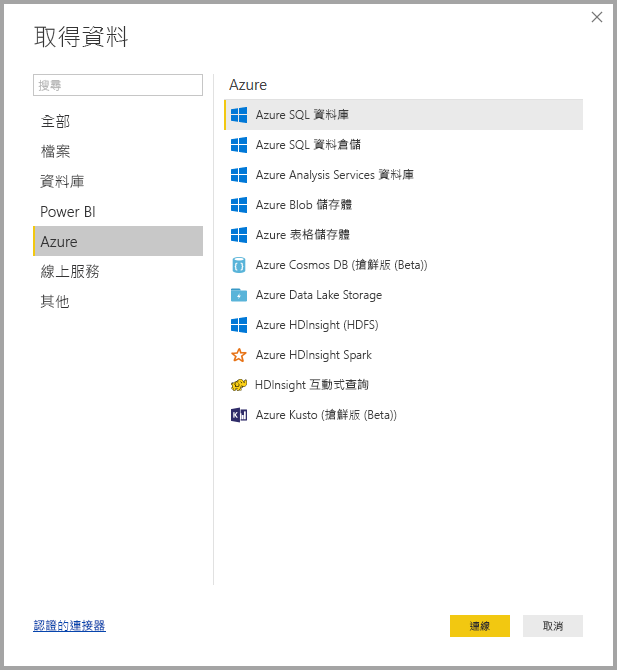 取得資料
搜尋
全部
檔案
資料庫
Power BI
Azure
線上服務
其他
Azure
Azure SQL 資料庫
Azure SQL 資料倉儲
Azure Analysis Services 資料庫
Azure Blob 儲存體
Azure 表格儲存體
Azure Cosmos DB (搶鮮版 (Beta))
Azure Data Lake Storage
Azure HDInsight (HDFS)
Azure HDInsight Spark
HDInsight 互動式查詢
Azure Kusto (搶鮮版 (Beta))
認證的連接器
連線
取消